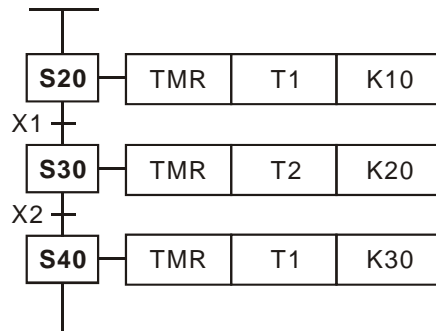 S20 TMR T1 K10
X1
S30 TMR T2 K20
X2
S40 TMR T1 K30